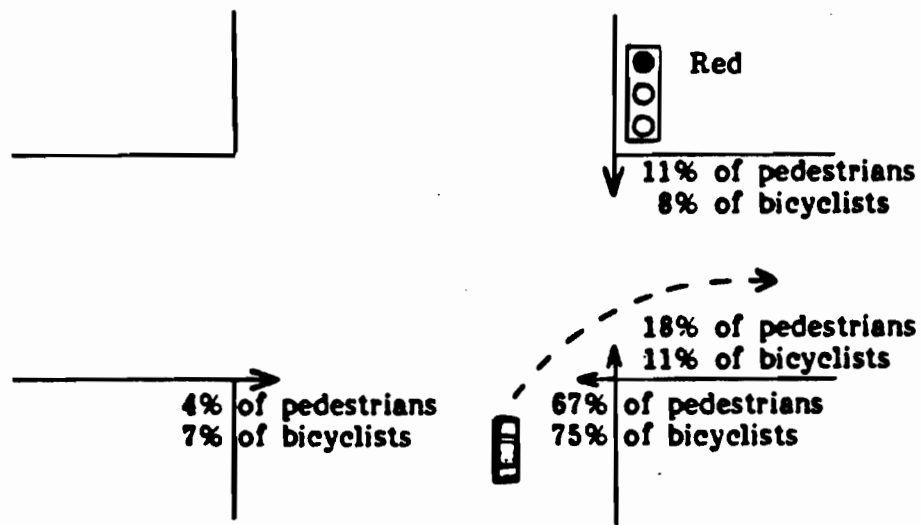 Red
11% of pedestrians
8% of bicyclists
18% of pedestrians
11% of bicyclists
4% of pedestrians
7% of bicyclists
67% of pedestrians
75% of bicyclists